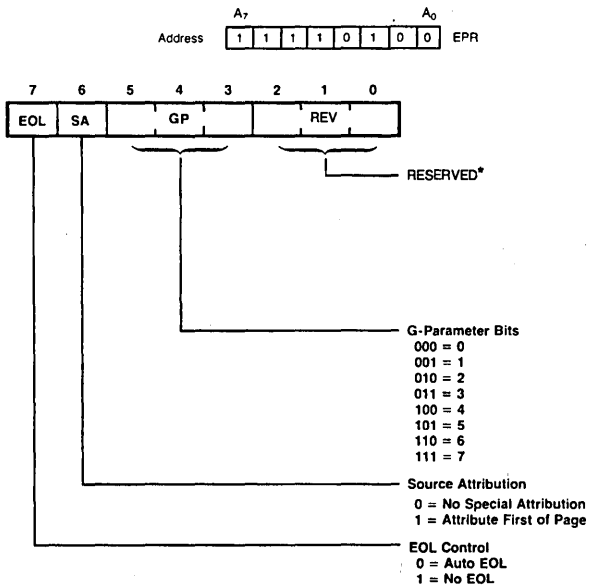 A7 A0
Address 1 1 1 1 0 1 0 0 EPR
7 6 5 4 3 2 1 0
EOL SA GP REV
RESERVED*
G-Parameter Bits
000 = 0
001 = 1
010 = 2
011 = 3
100 = 4
101 = 5
110 = 6
111 = 7
Source Attribution
0 = No Special Attribution
1 = Attribute First of Page
EOL Control
0 = Auto EOL
1 = No EOL